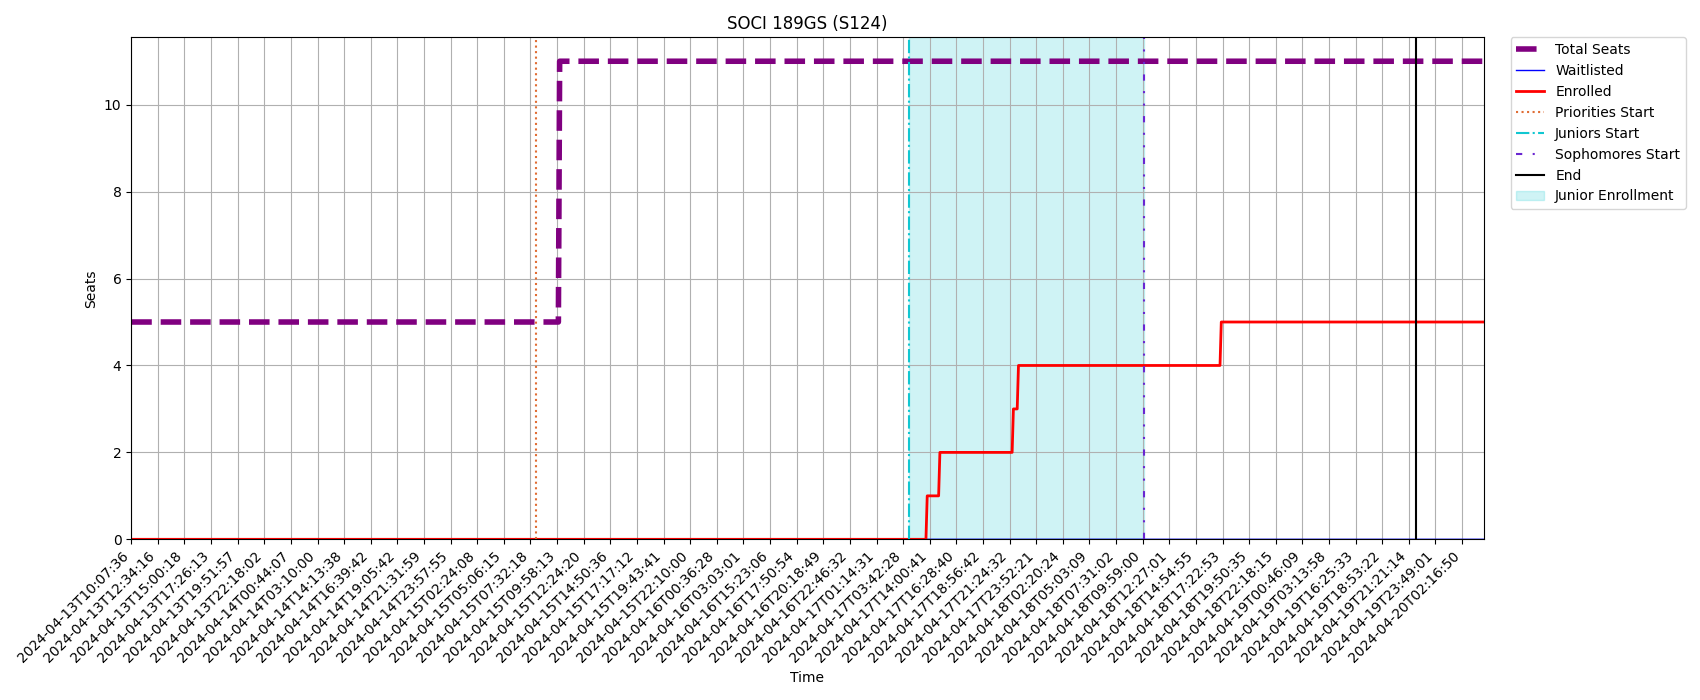 SOCI 189GS (S124)
Total Seats
Waitlisted
Enrolled
Priorities Start
Juniors Start
Sophomores Start
End
Junior Enrollment
Seats
10
8
6
4
2
0
2024-04-13T10:07:36
2024-04-13T12:34:16
2024-04-13T15:00:18
2024-04-13T17:26:13
2024-04-13T19:51:57
2024-04-13T22:18:02
2024-04-14T00:44:07
2024-04-14T03:10:00
2024-04-14T14:13:38
2024-04-14T16:39:42
2024-04-14T19:05:42
2024-04-14T21:31:59
2024-04-14T23:57:55
2024-04-15T02:24:08
2024-04-15T05:06:15
2024-04-15T07:32:18
2024-04-15T09:58:13
2024-04-15T12:24:20
2024-04-15T14:50:36
2024-04-15T17:17:12
2024-04-15T19:43:41
2024-04-15T22:10:00
2024-04-16T00:36:28
2024-04-16T03:03:01
2024-04-16T15:23:06
2024-04-16T17:50:54
2024-04-16T20:18:49
2024-04-16T22:46:32
2024-04-17T01:14:31
2024-04-17T03:42:28
2024-04-17T14:00:41
2024-04-17T16:28:40
2024-04-17T18:56:42
2024-04-17T21:24:32
2024-04-17T23:52:21
2024-04-18T02:20:24
2024-04-18T05:03:09
2024-04-18T07:31:02
2024-04-18T09:59:00
2024-04-18T12:27:01
2024-04-18T14:54:55
2024-04-18T17:22:53
2024-04-18T19:50:35
2024-04-18T22:18:15
2024-04-19T00:46:09
2024-04-19T03:13:58
2024-04-19T16:25:33
2024-04-19T18:53:22
2024-04-19T21:21:14
2024-04-19T23:49:01
2024-04-20T02:16:50
Time